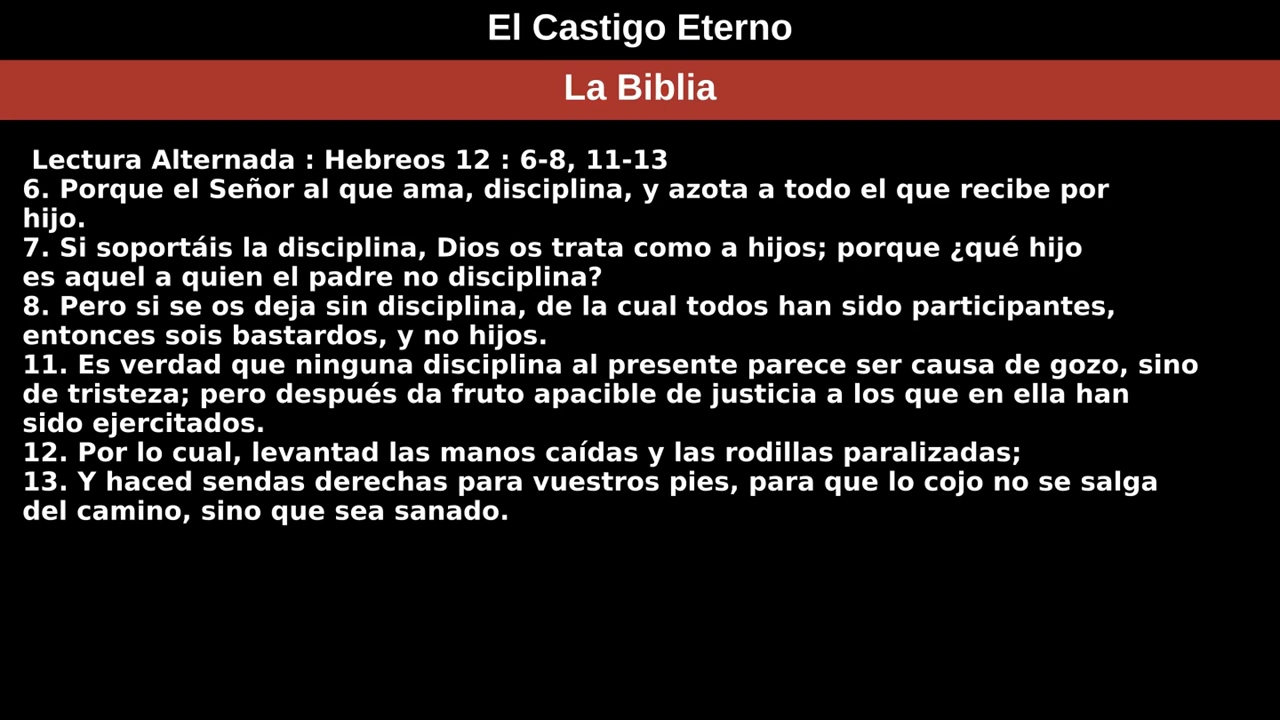 El Castigo Eterno
La Biblia
Lectura Alternada : Hebreos 12 : 6-8, 11-13
6. Porque el Señor al que ama, disciplina, y azota a todo el que recibe por
hijo.
7. Si soportáis la disciplina, Dios os trata como a hijos; porque ¿qué hijo
es aquel a quien el padre no disciplina?
8. Pero si se os deja sin disciplina, de la cual todos han sido participantes,
entonces sois bastardos, y no hijos.
11. Es verdad que ninguna disciplina al presente parece ser causa de gozo, sino
de tristeza; pero después da fruto apacible de justicia a los que en ella han
sido ejercitados.
12. Por lo cual, levantad las manos caídas y las rodillas paralizadas;
13. Y haced sendas derechas para vuestros pies, para que lo cojo no se salga
del camino, sino que sea sanado.